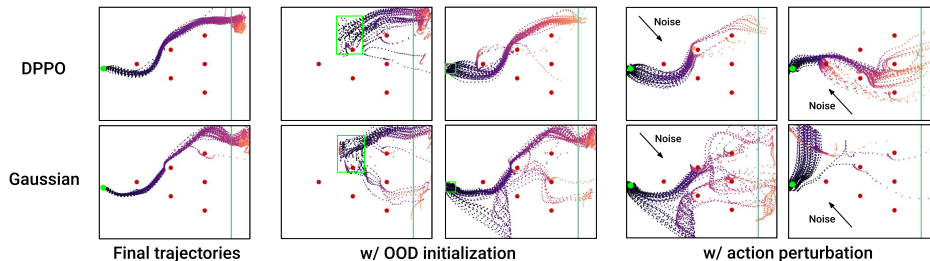 DPPO
Noise
Noise
Gaussian
Noise
Noise
Final trajectories
w/ OOD initialization
w/ action perturbation